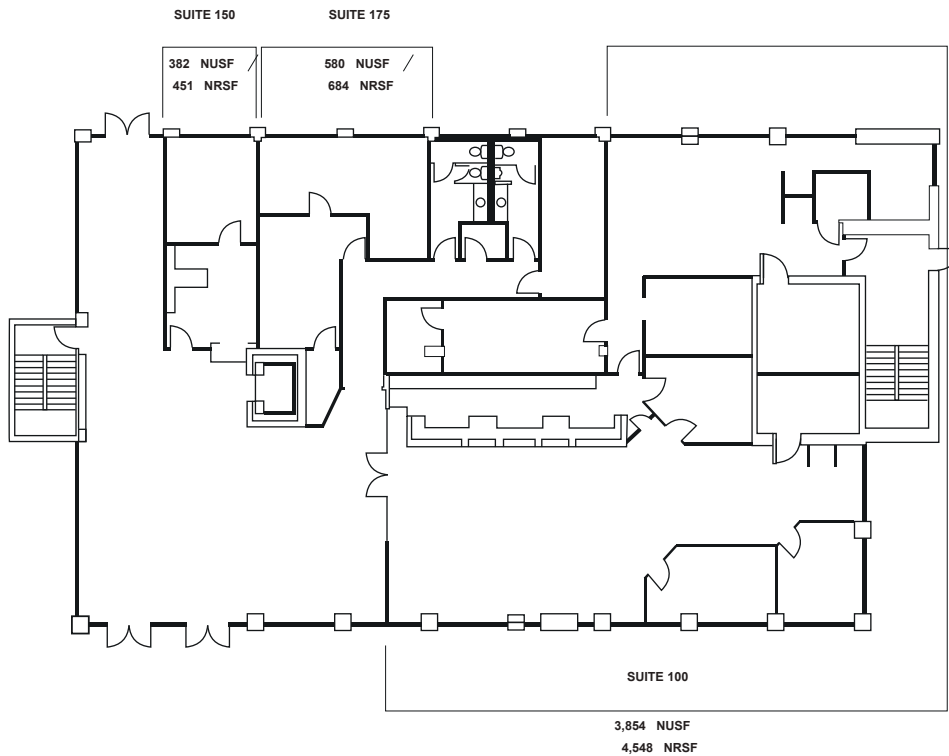 SUITE 150
SUITE 175
382 NUSF /
451 NRSF
580 NUSF /
684 NRSF
SUITE 100
3,854 NUSF
4,548 NRSF